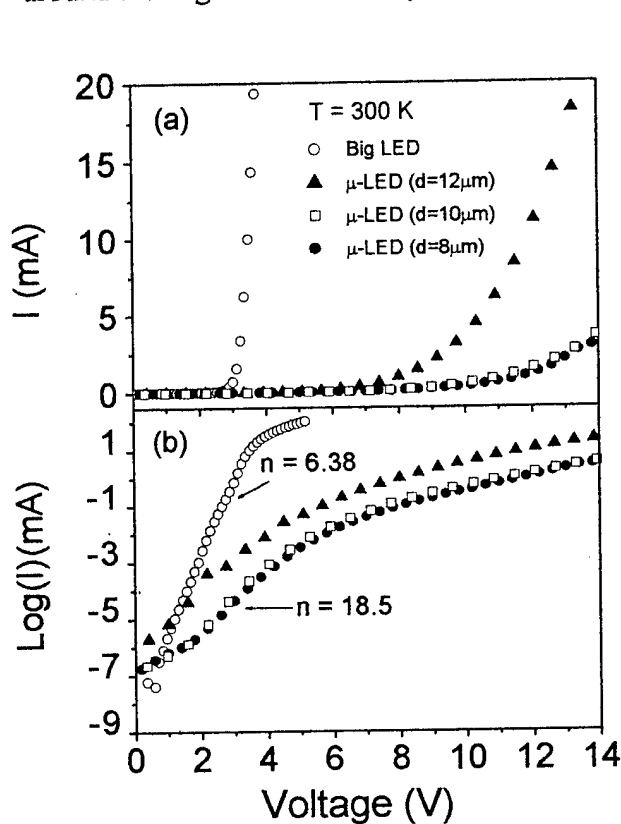 20
15
10
5
0
I (mA)
(a)
T = 300 K
Big LED
μ-LED (d=12μm)
μ-LED (d=10μm)
μ-LED (d=8μm)
1
-1
-3
-5
-7
-9
Log(I)(mA)
(b)
n = 6.38
n = 18.5
0 2 4 6 8 10 12 14
Voltage (V)